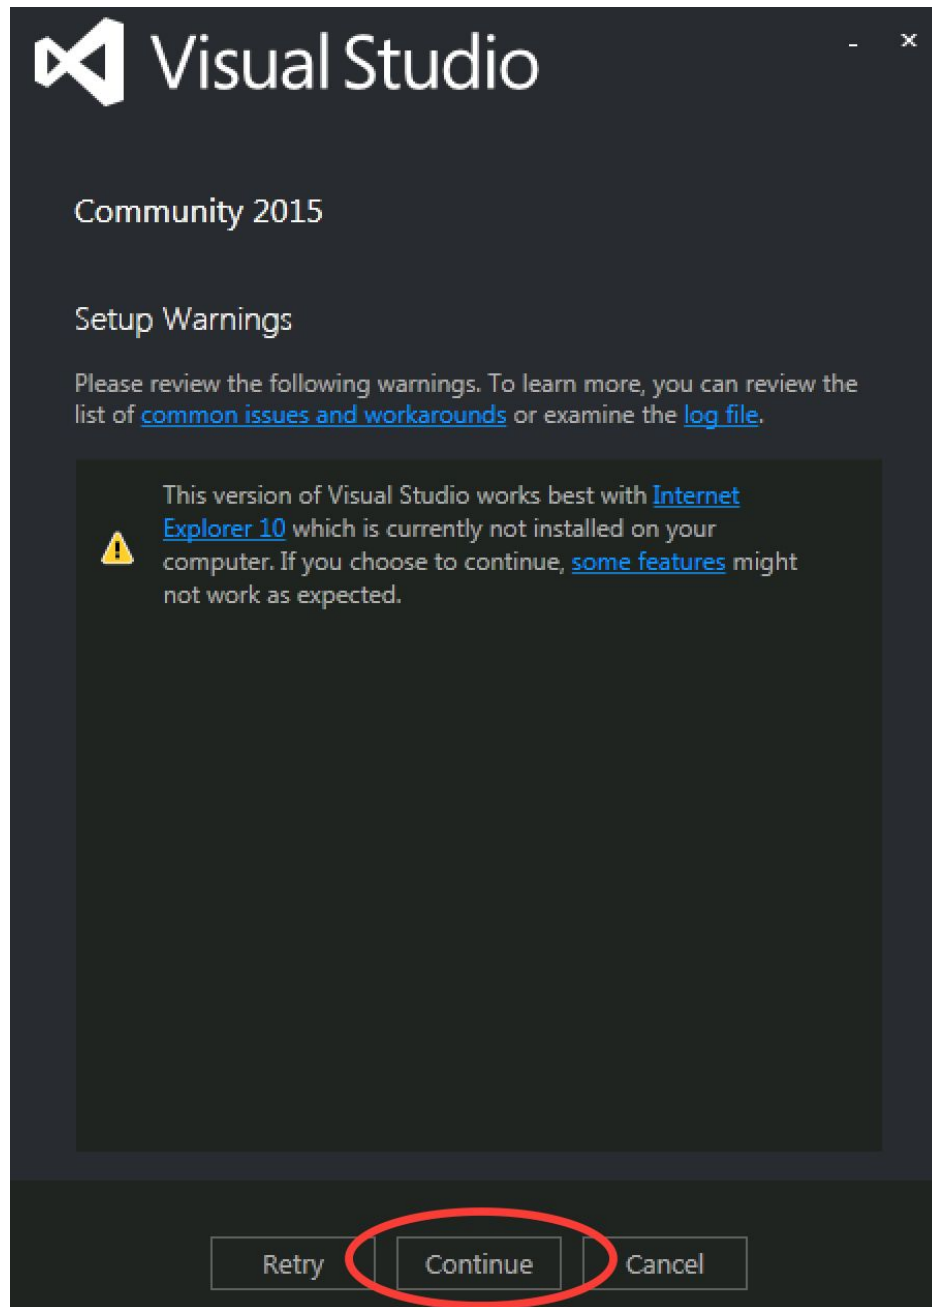 Visual Studio
Community 2015
Setup Warnings
Please review the following warnings. To learn more, you can review the
list of common issues and workarounds or examine the log file.
This version of Visual Studio works best with Internet
Explorer 10 which is currently not installed on your
computer. If you choose to continue, some features might
not work as expected.
Retry Continue Cancel